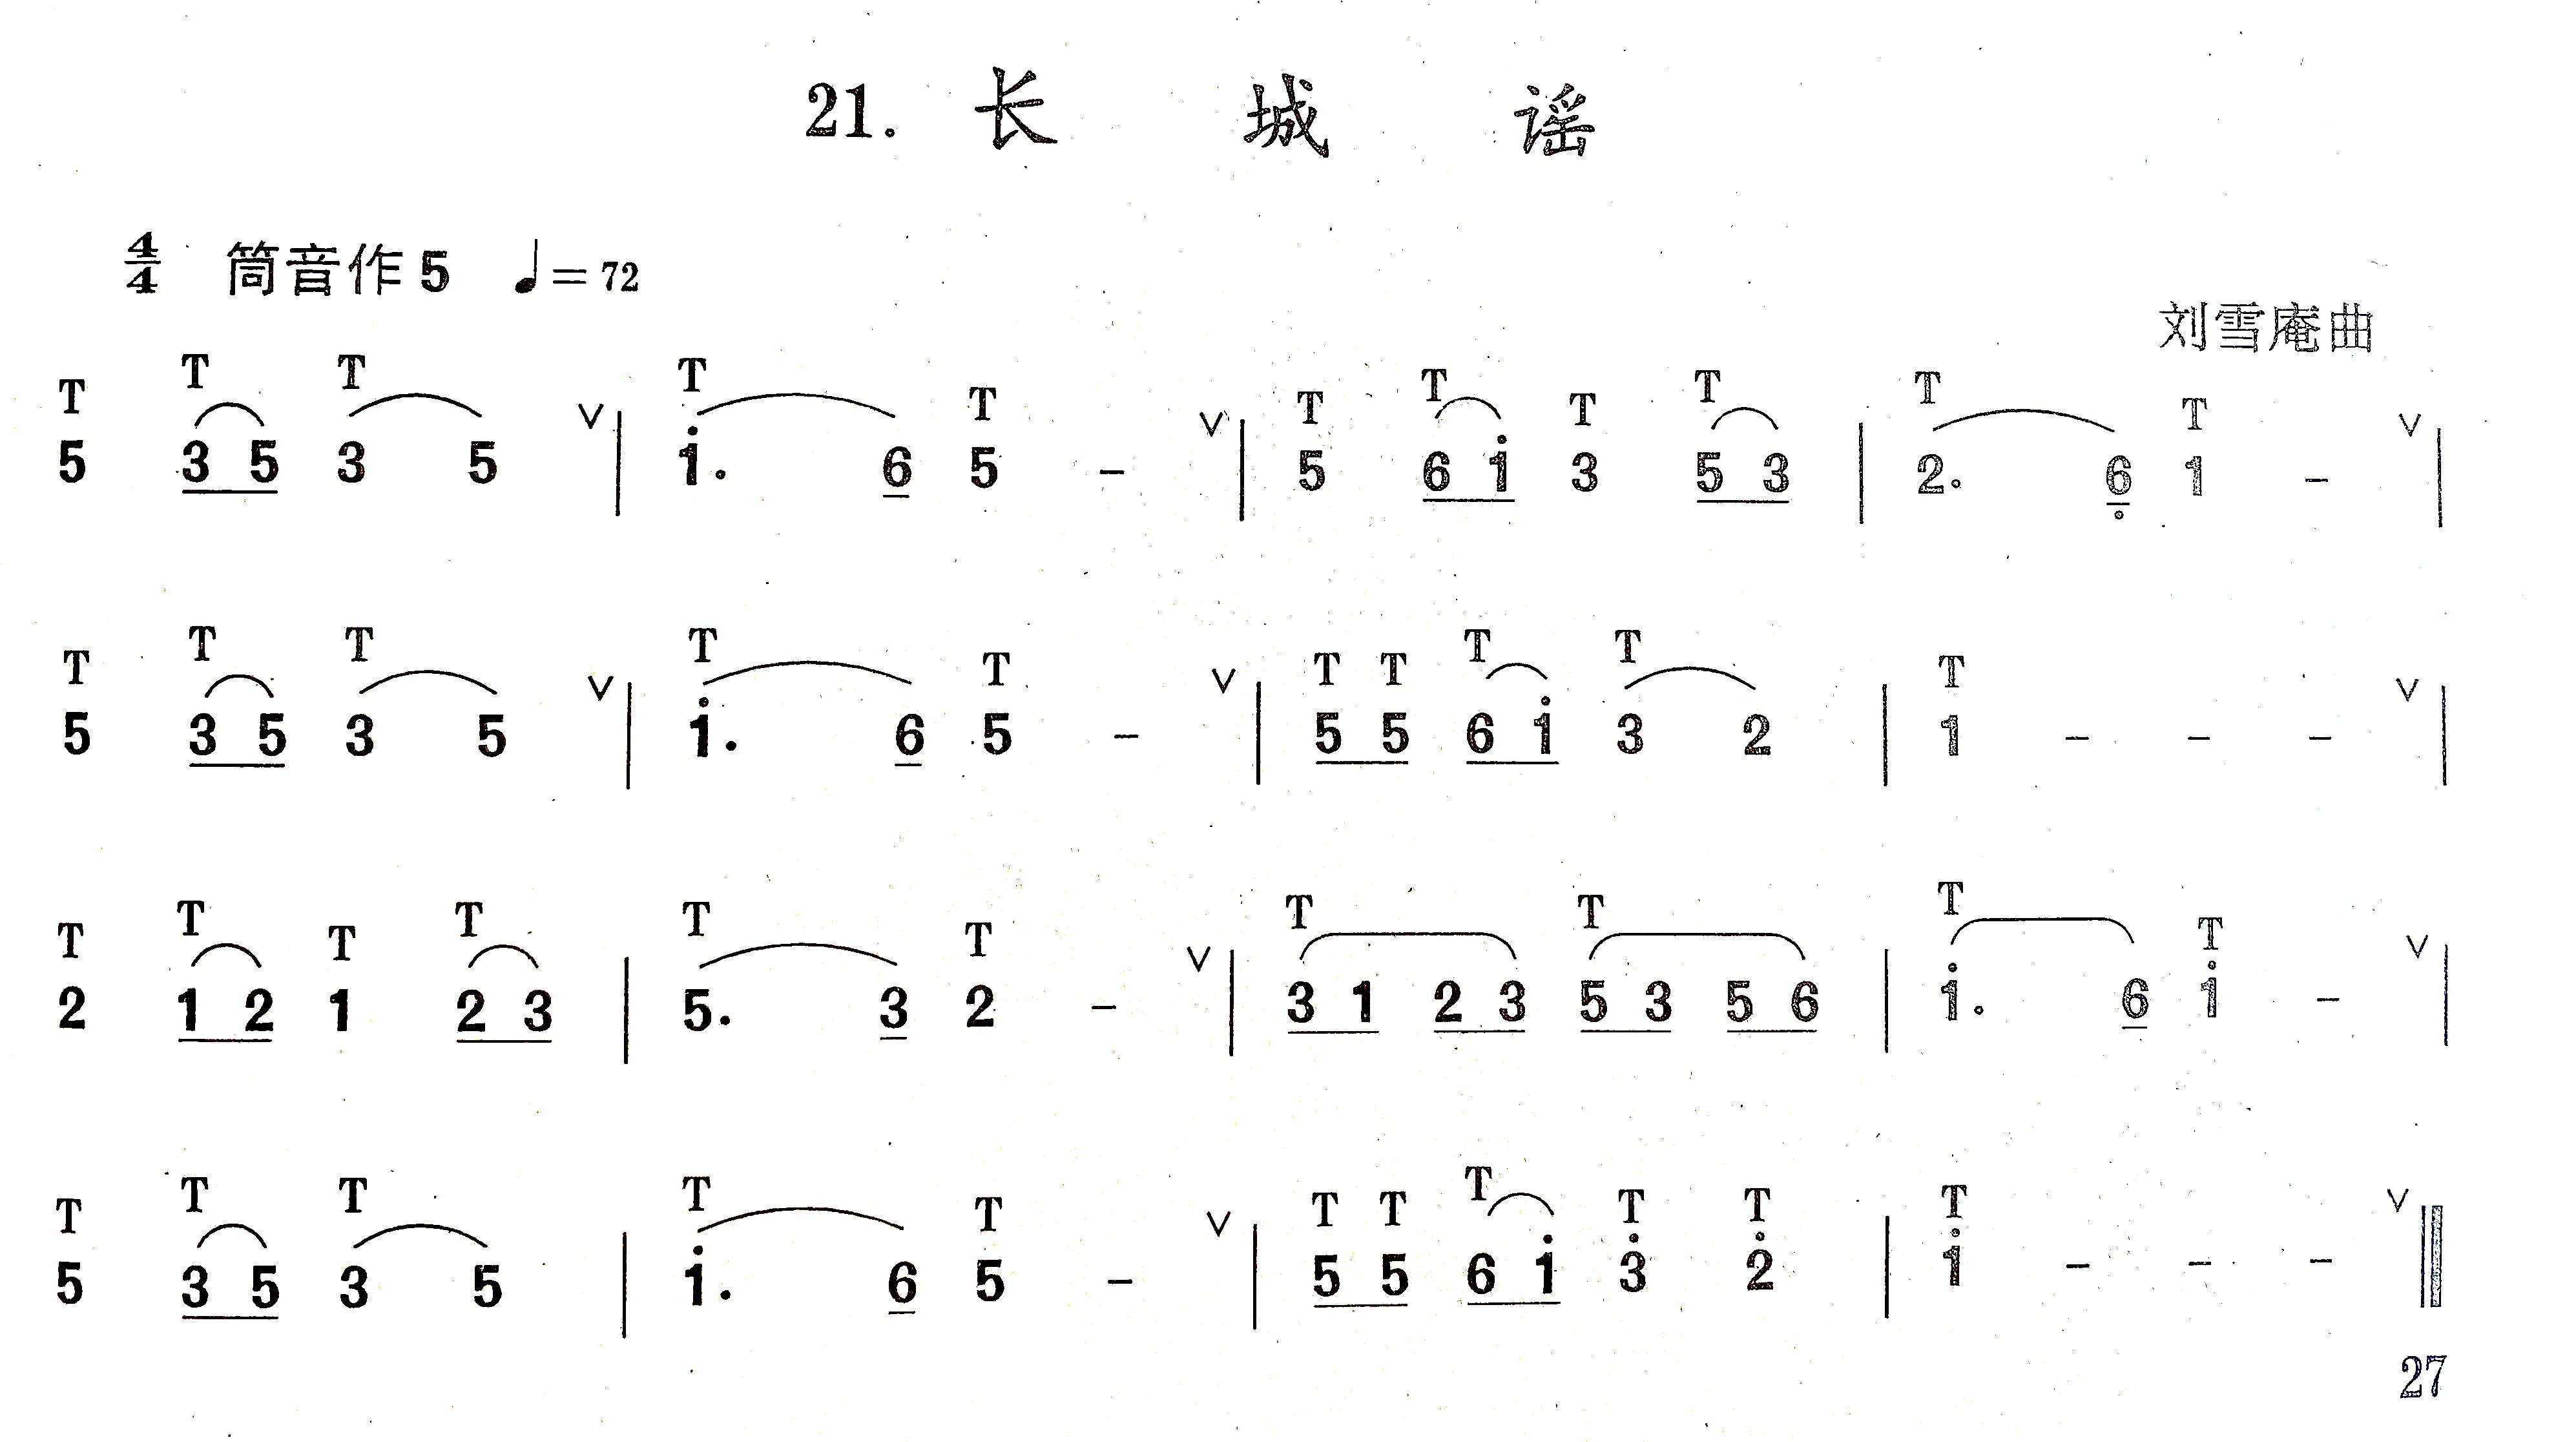 21. 长 城 谣
4/4 筒音作5 ♩=72
刘雪庵曲
T T T T T T T T T T T
5 3 5 3 5 ∨ | i. 6 5 – ∨ | 5 6 i 3 5 3 | 2. 6̣ 1 – ∨ |
T T T T T T T T T T
5 3 5 3 5 ∨ | i. 6 5 – ∨ | 5 5 6 i 3 2 | 1 – – – ∨ |
T T T T T T T T T T
2 1 2 1 2 3 | 5. 3 2 – ∨ | 3 1 2 3 5 3 5 6 | i. 6 i – ∨ |
T T T T T T T T T T T
5 3 5 3 5 | i. 6 5 – ∨ | 5 5 6 i 3̇ 2̇ | i – – – ∨ ‖
27